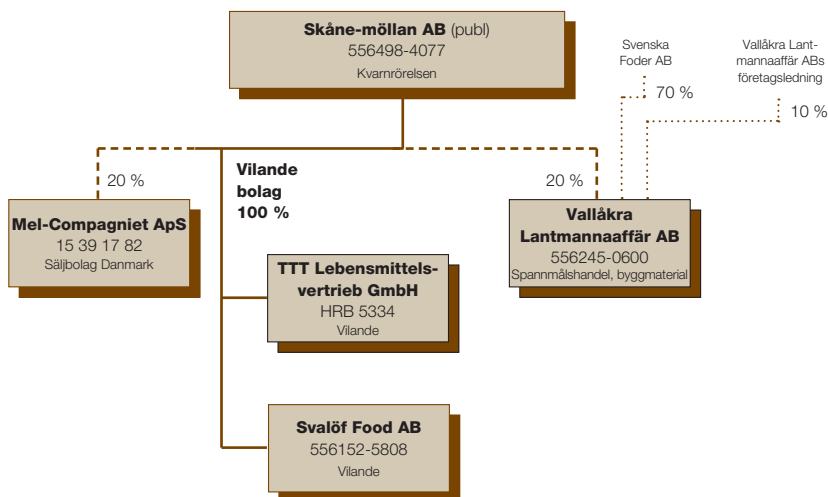 Skåne-möllan AB (publ)
556498-4077
Kvarnrörelsen
Svenska
Foder AB
70 %
Vallåkra Lant-
mannaaffär ABs
företagsledning
10 %
20 %
Vilande
bolag
100 %
20 %
Mel-Compagniet ApS
15 39 17 82
Säljbolag Danmark
Vallåkra
Lantmannaaffär AB
556245-0600
Spannmålshandel, byggmaterial
TTT Lebensmittels-
vertrieb GmbH
HRB 5334
Vilande
Svalöf Food AB
556152-5808
Vilande